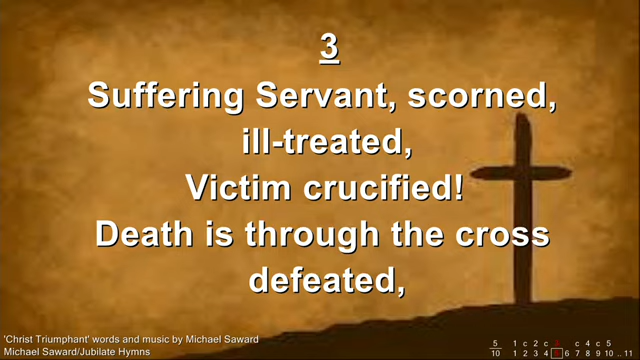 3
Suffering Servant, scorned,
ill-treated,
Victim crucified!
Death is through the cross
defeated,
'Christ Triumphant' words and music by Michael Saward
Michael Saward/Jubilate Hymns
5 1 c 2 c 3 c 4 c 5
10 1 2 3 4 5 6 7 8 9 10 .. 11